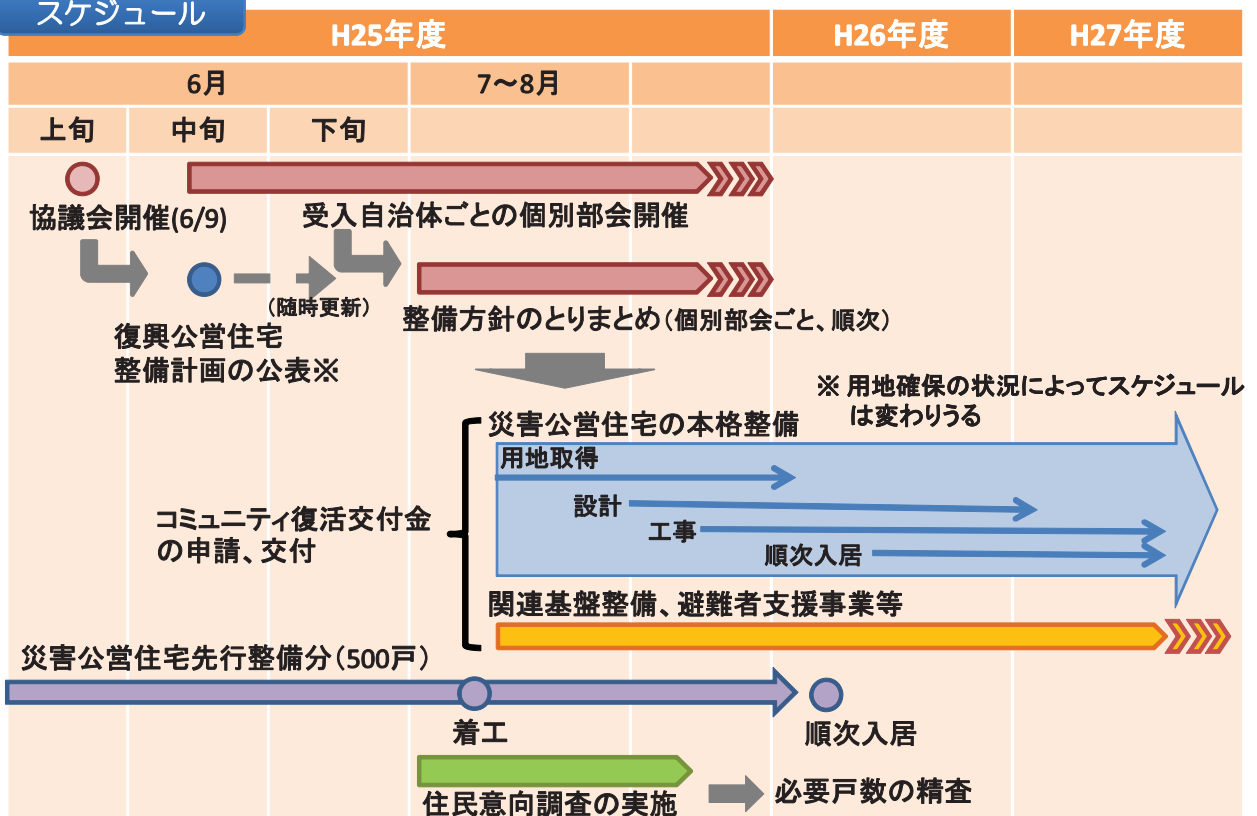 スケジュール
H25年度
H26年度
H27年度
6月
7～8月
上旬
中旬
下旬
協議会開催(6/9)
受入自治体ごとの個別部会開催
(随時更新)
復興公営住宅
整備計画の公表※
整備方針のとりまとめ(個別部会ごと、順次)
※ 用地確保の状況によってスケジュール
は変わりうる
災害公営住宅の本格整備
用地取得
設計
工事
順次入居
コミュニティ復活交付金
の申請、交付
関連基盤整備、避難者支援事業等
災害公営住宅先行整備分(500戸)
着工
順次入居
住民意向調査の実施
必要戸数の精査